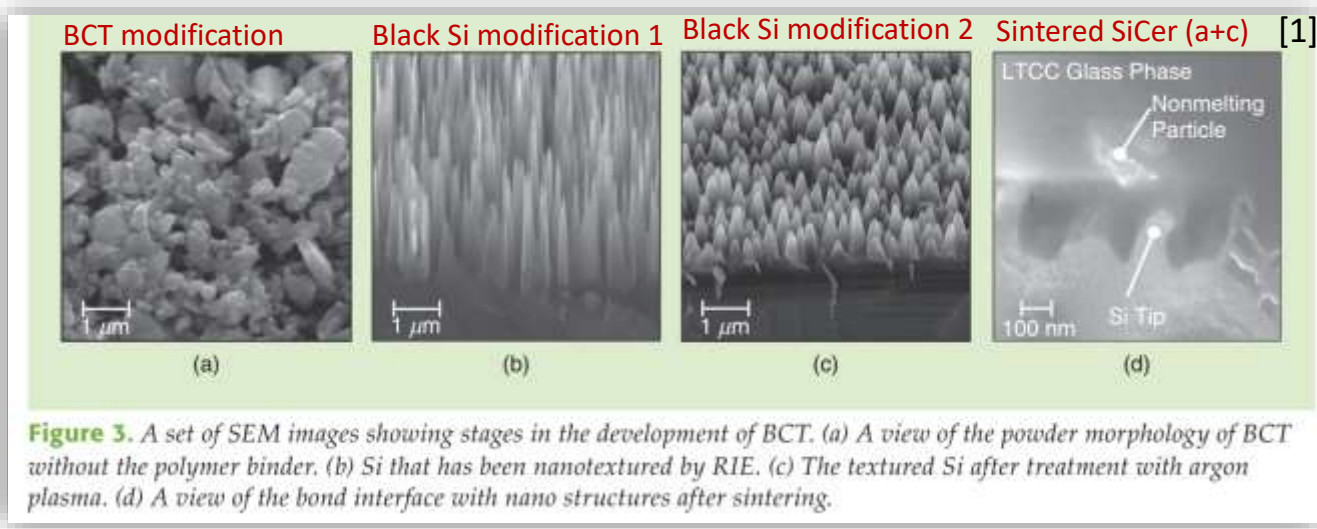 BCT modification
Black Si modification 1
Black Si modification 2
Sintered SiCer (a+c)
[1]
LTCC Glass Phase
Nonmelting
Particle
Si Tip
1 μm
1 μm
1 μm
100 nm
(a)
(b)
(c)
(d)
Figure 3. A set of SEM images showing stages in the development of BCT. (a) A view of the powder morphology of BCT
without the polymer binder. (b) Si that has been nanotextured by RIE. (c) The textured Si after treatment with argon
plasma. (d) A view of the bond interface with nano structures after sintering.